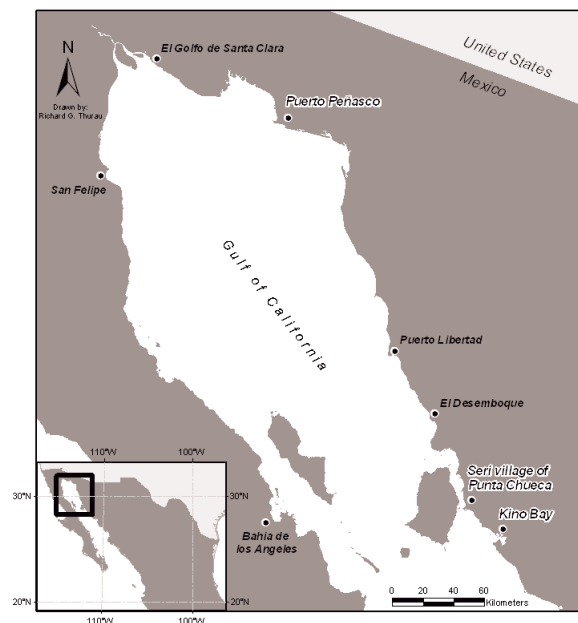 United States
Mexico
N
Drawn by:
Richard G. Thurau
El Golfo de Santa Clara
Puerto Peñasco
San Felipe
Gulf of California
Puerto Libertad
El Desemboque
Seri village of
Punta Chueca
Kino Bay
Bahia de
los Angeles
110°W
100°W
30°N
30°N
20°N
20°N
110°W
100°W
0
20
40
60
Kilometers